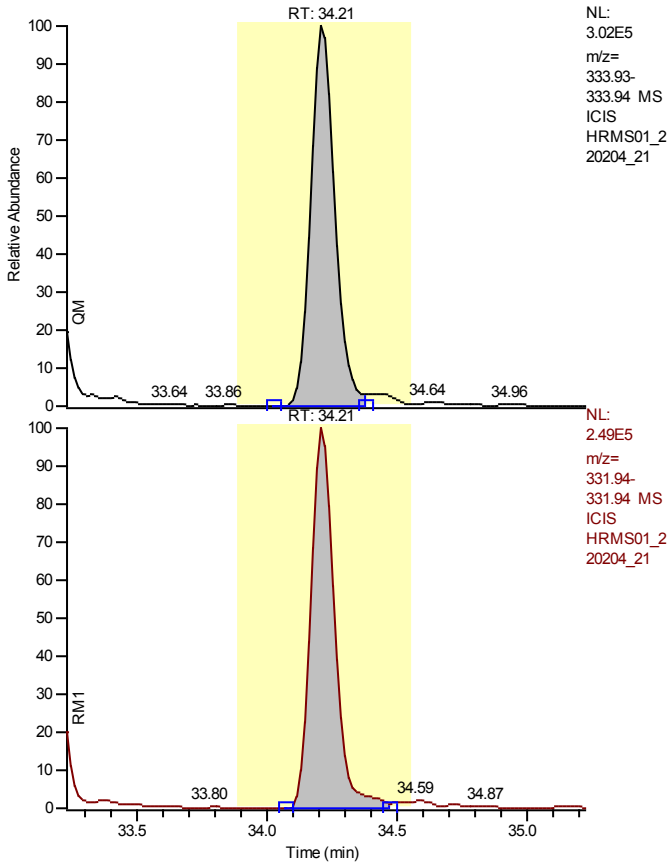 RT: 34.21
NL:
3.02E5
m/z=
333.93-
333.94 MS
ICIS
HRMS01_2
20204_21
100
90
80
70
60
50
40
30
20
10
0
Relative Abundance
QM
33.64 33.86 34.64 34.96
RT: 34.21
NL:
2.49E5
m/z=
331.94-
331.94 MS
ICIS
HRMS01_2
20204_21
100
90
80
70
60
50
40
30
20
10
0
RM1
33.80 34.59 34.87
33.5 34.0 34.5 35.0
Time (min)